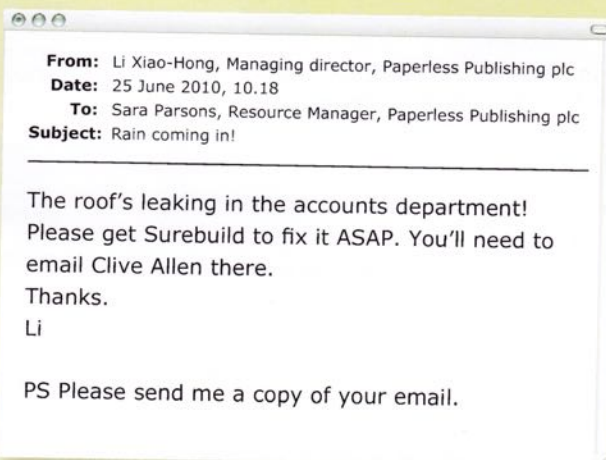 From: Li Xiao-Hong, Managing director, Paperless Publishing plc
Date: 25 June 2010, 10.18
To: Sara Parsons, Resource Manager, Paperless Publishing plc
Subject: Rain coming in!
The roof's leaking in the accounts department!
Please get Surebuild to fix it ASAP. You'll need to
email Clive Allen there.
Thanks.
Li
PS Please send me a copy of your email.